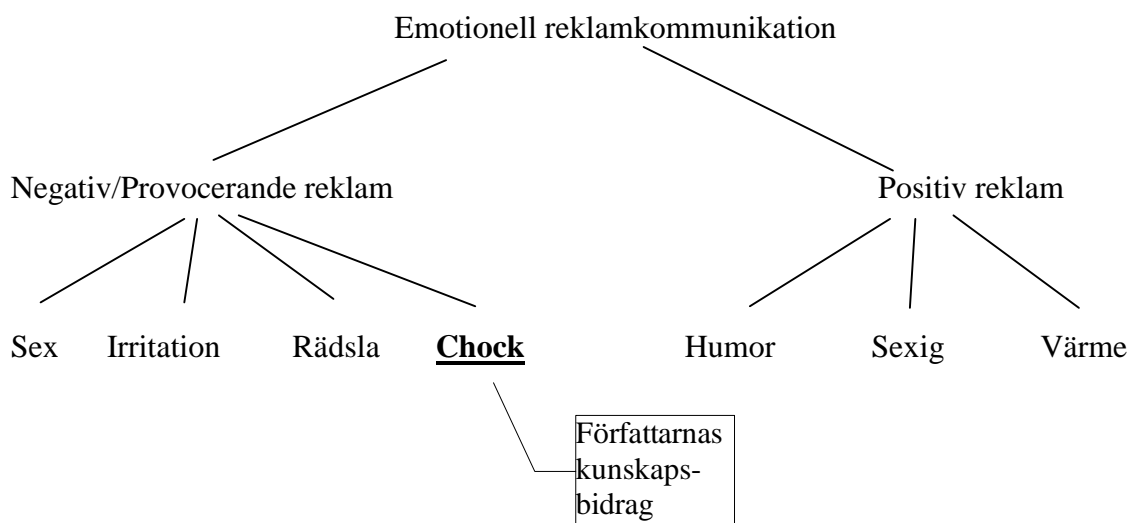 Emotionell reklamkommunikation
Negativ/Provocerande reklam
Positiv reklam
Sex
Irritation
Rädsla
Chock
Humor
Sexig
Värme
Författarnas
kunskaps-
bidrag